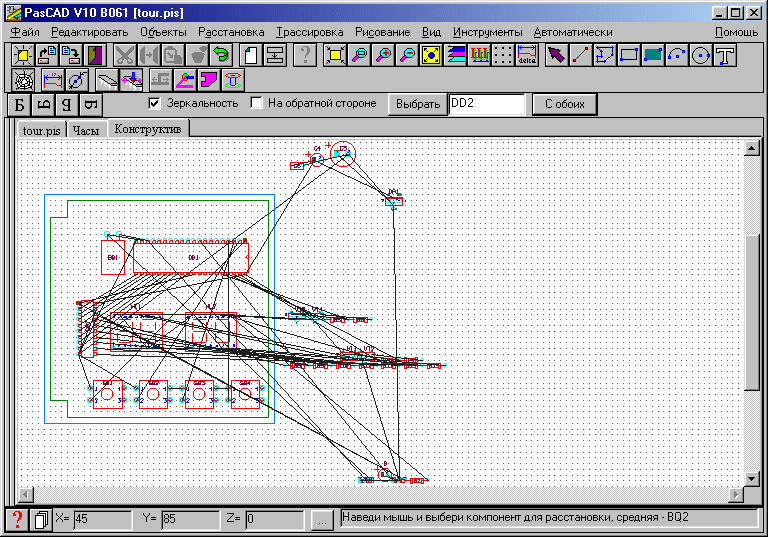 PasCAD V10 B061 [tour.pis]
Файл Редактировать Объекты Расстановка Трассировка Рисование Вид Инструменты Автоматически Помощь
delta
Б Я Зеркальность На обратной стороне Выбрать DD2 С обоих
tour.pis Часы Конструктив
DD1
X= 45 Y= 85 Z= 0 ... Наведи мышь и выбери компонент для расстановки, средняя - BQ2